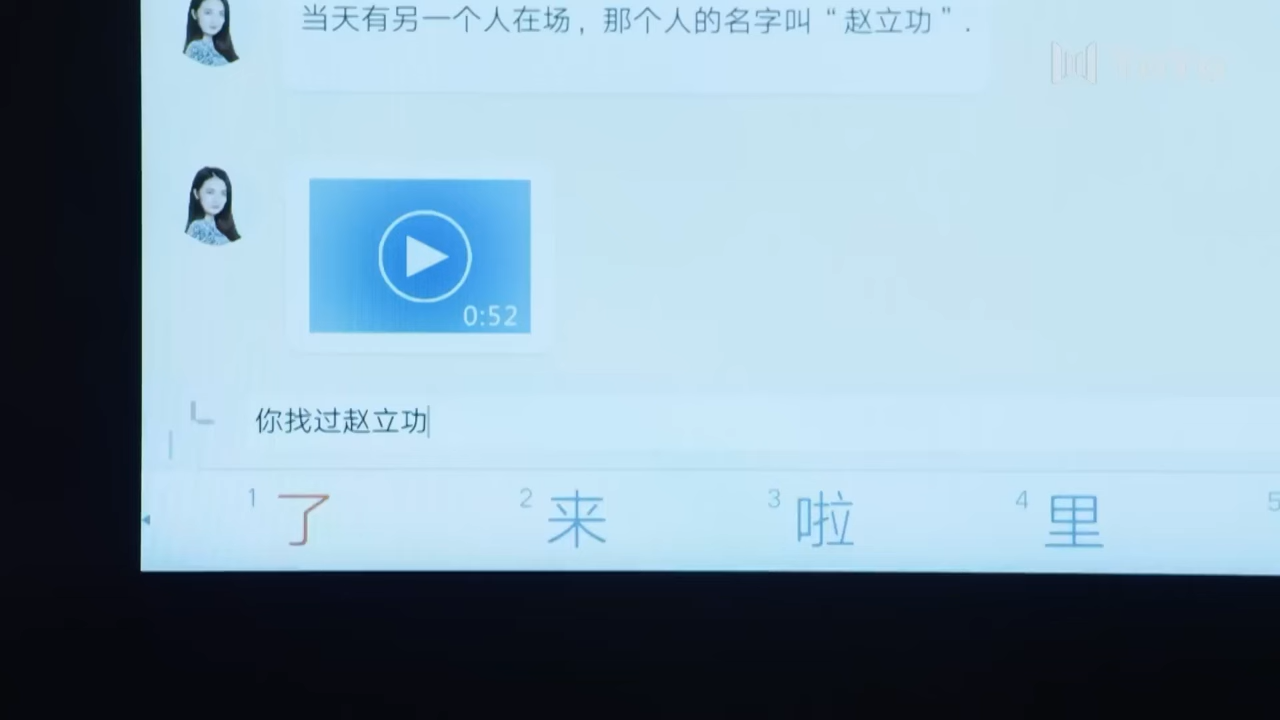 当天有另一个人在场，那个人的名字叫“赵立功”.
0:52
你找过赵立功
1 了 2 来 3 啦 4 里 5